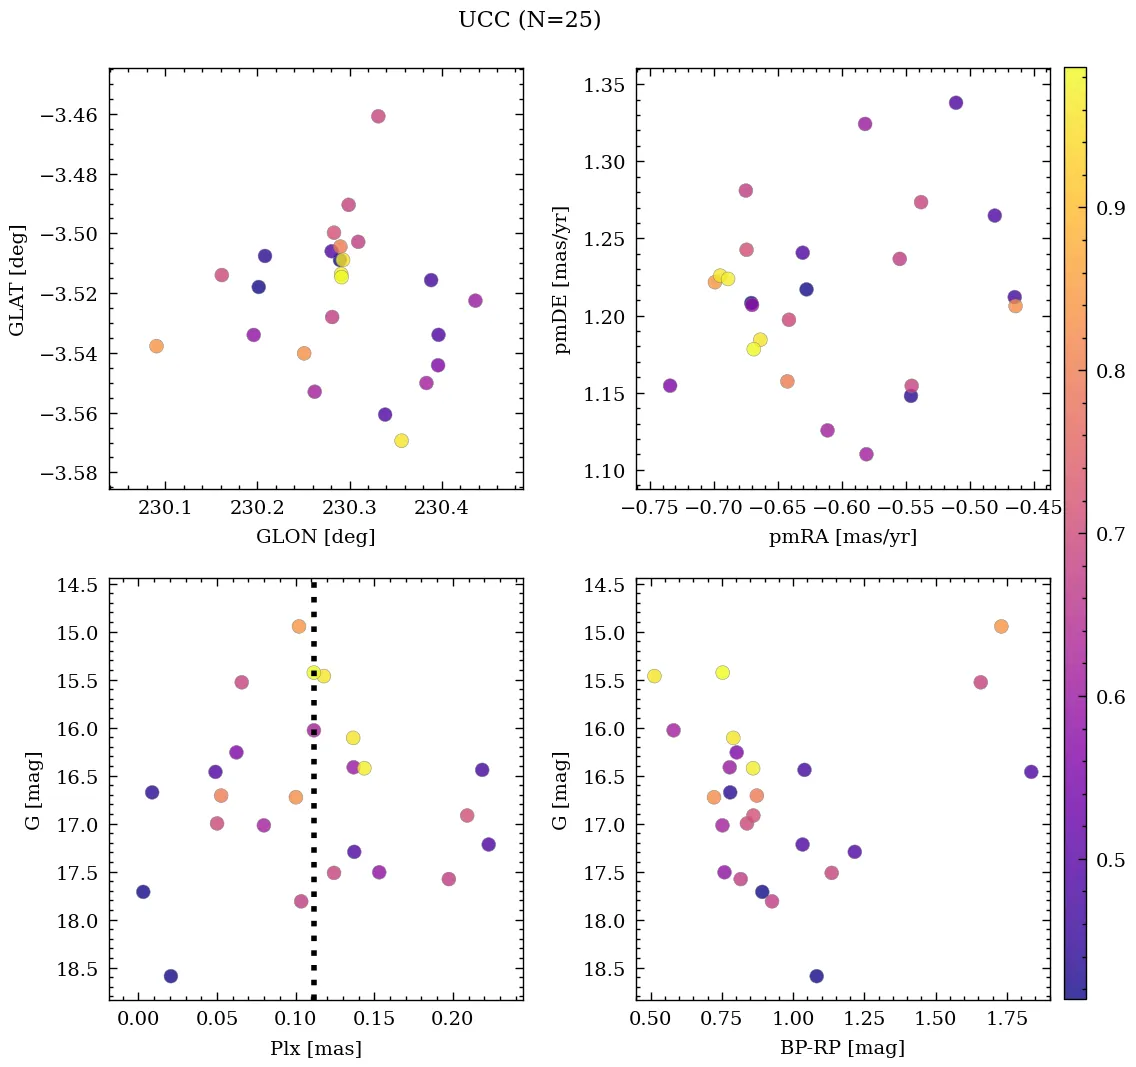 UCC (N=25)
−3.46
−3.48
−3.50
−3.52
−3.54
−3.56
−3.58
GLAT [deg]
230.1 230.2 230.3 230.4
GLON [deg]
1.35
1.30
1.25
1.20
1.15
1.10
pmDE [mas/yr]
−0.75 −0.70 −0.65 −0.60 −0.55 −0.50 −0.45
pmRA [mas/yr]
0.9
0.8
0.7
0.6
0.5
14.5
15.0
15.5
16.0
16.5
17.0
17.5
18.0
18.5
G [mag]
0.00 0.05 0.10 0.15 0.20
Plx [mas]
14.5
15.0
15.5
16.0
16.5
17.0
17.5
18.0
18.5
G [mag]
0.50 0.75 1.00 1.25 1.50 1.75
BP-RP [mag]